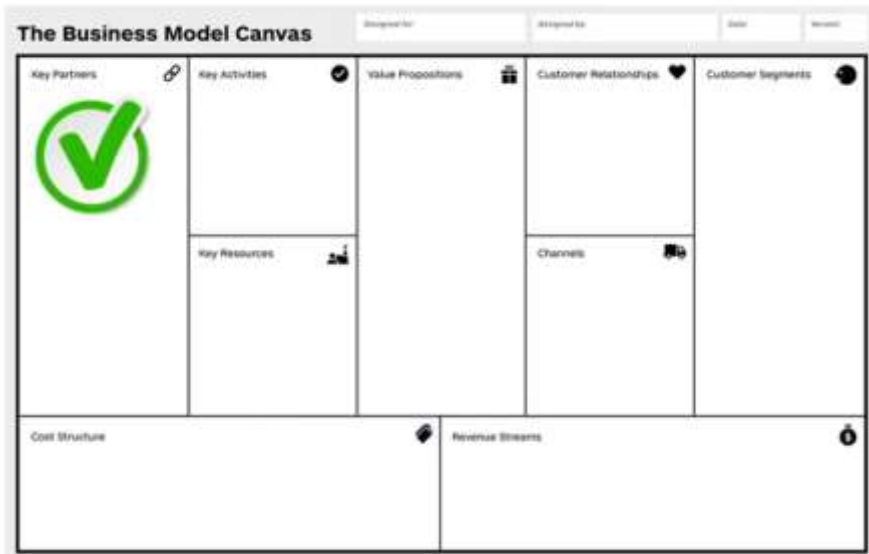 The Business Model Canvas
Designed for:
Designed by:
Date:
Version:
Key Partners
Key Activities
Value Propositions
Customer Relationships
Customer Segments
Key Resources
Channels
Cost Structure
Revenue Streams